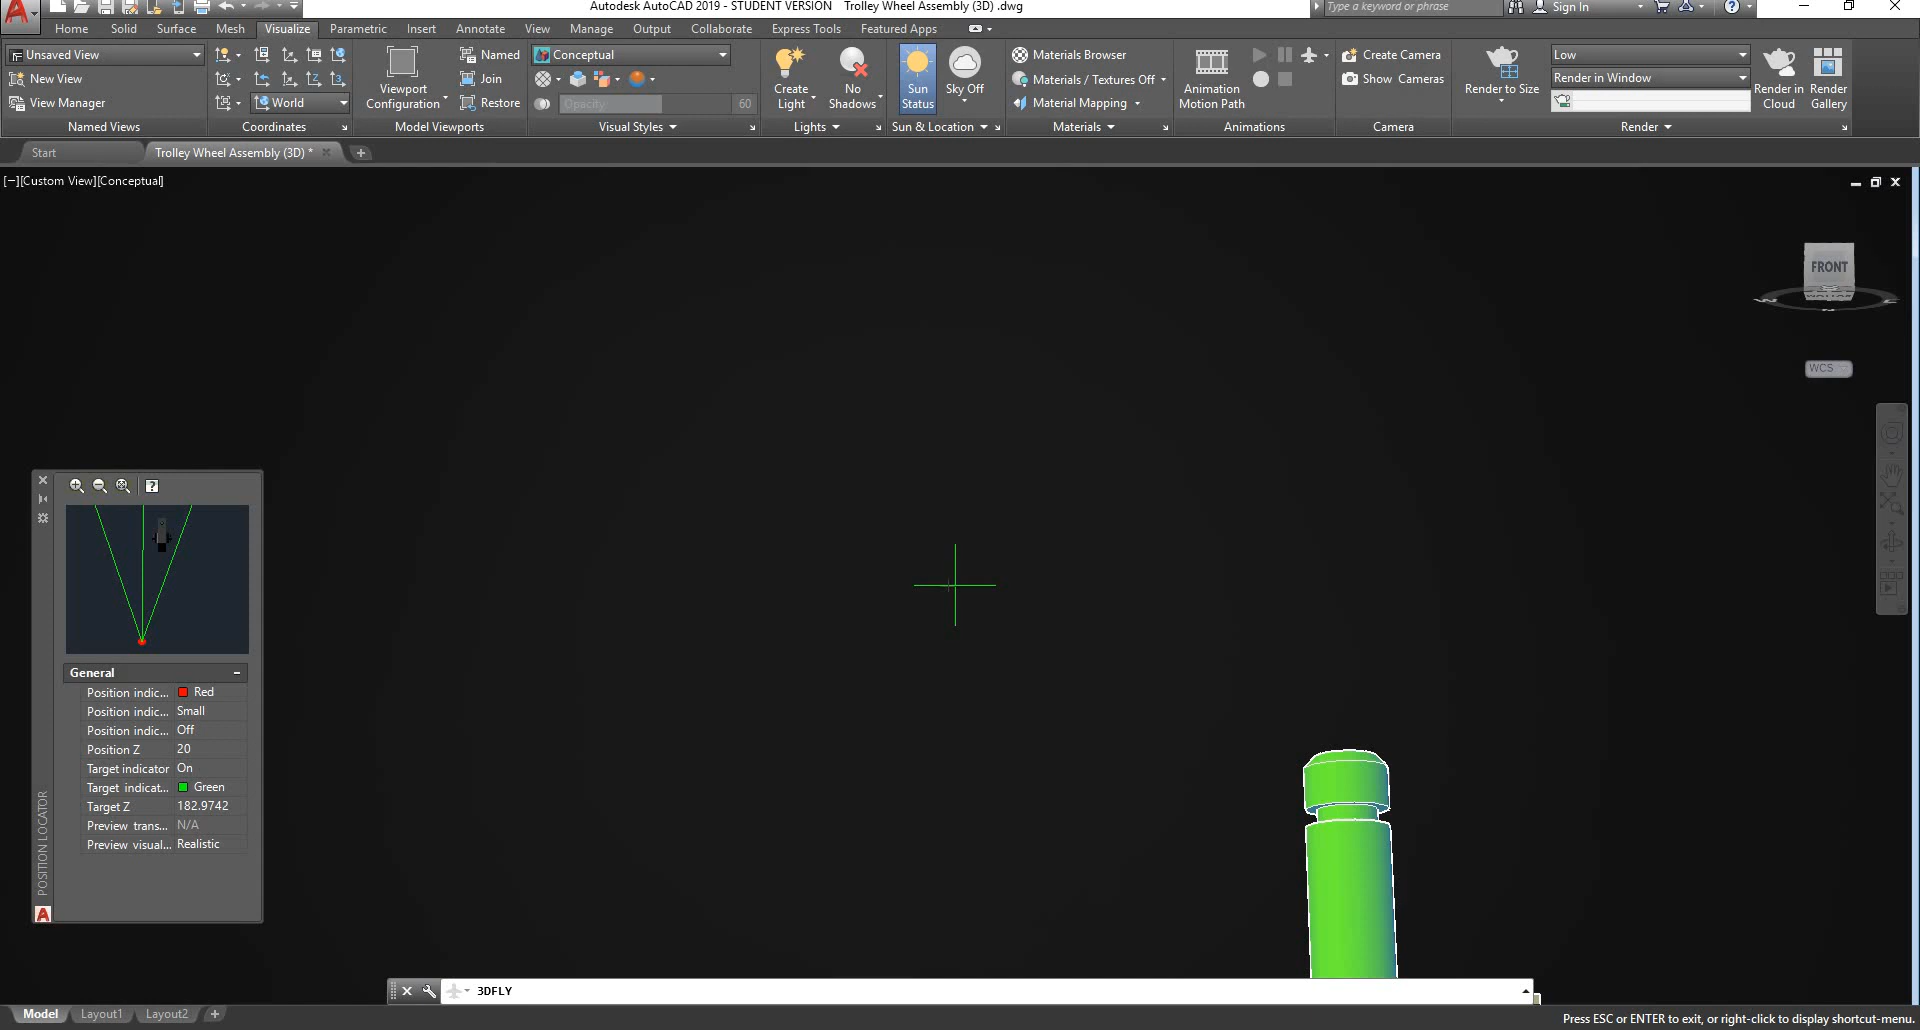 Autodesk AutoCAD 2019 - STUDENT VERSION Trolley Wheel Assembly (3D) .dwg
Type a keyword or phrase
Sign In
Home Solid Surface Mesh Visualize Parametric Insert Annotate View Manage Output Collaborate Express Tools Featured Apps
Unsaved View
New View
View Manager
Named Views
World
Coordinates
Viewport
Configuration
Named
Join
Restore
Model Viewports
Conceptual
Opacity 60
Visual Styles
Create
Light
No
Shadows
Lights
Sun
Status
Sky Off
Sun & Location
Materials Browser
Materials / Textures Off
Material Mapping
Materials
Animation
Motion Path
Animations
Create Camera
Show Cameras
Camera
Render to Size
Low
Render in Window
Render in
Cloud
Render
Gallery
Render
Start
Trolley Wheel Assembly (3D) *
[−][Custom View][Conceptual]
FRONT
W
E
WCS
General
Position indic... Red
Position indic... Small
Position indic... Off
Position Z 20
Target indicator On
Target indicat... Green
Target Z 182.9742
Preview trans... N/A
Preview visual... Realistic
POSITION LOCATOR
3DFLY
Model Layout1 Layout2
Press ESC or ENTER to exit, or right-click to display shortcut-menu.